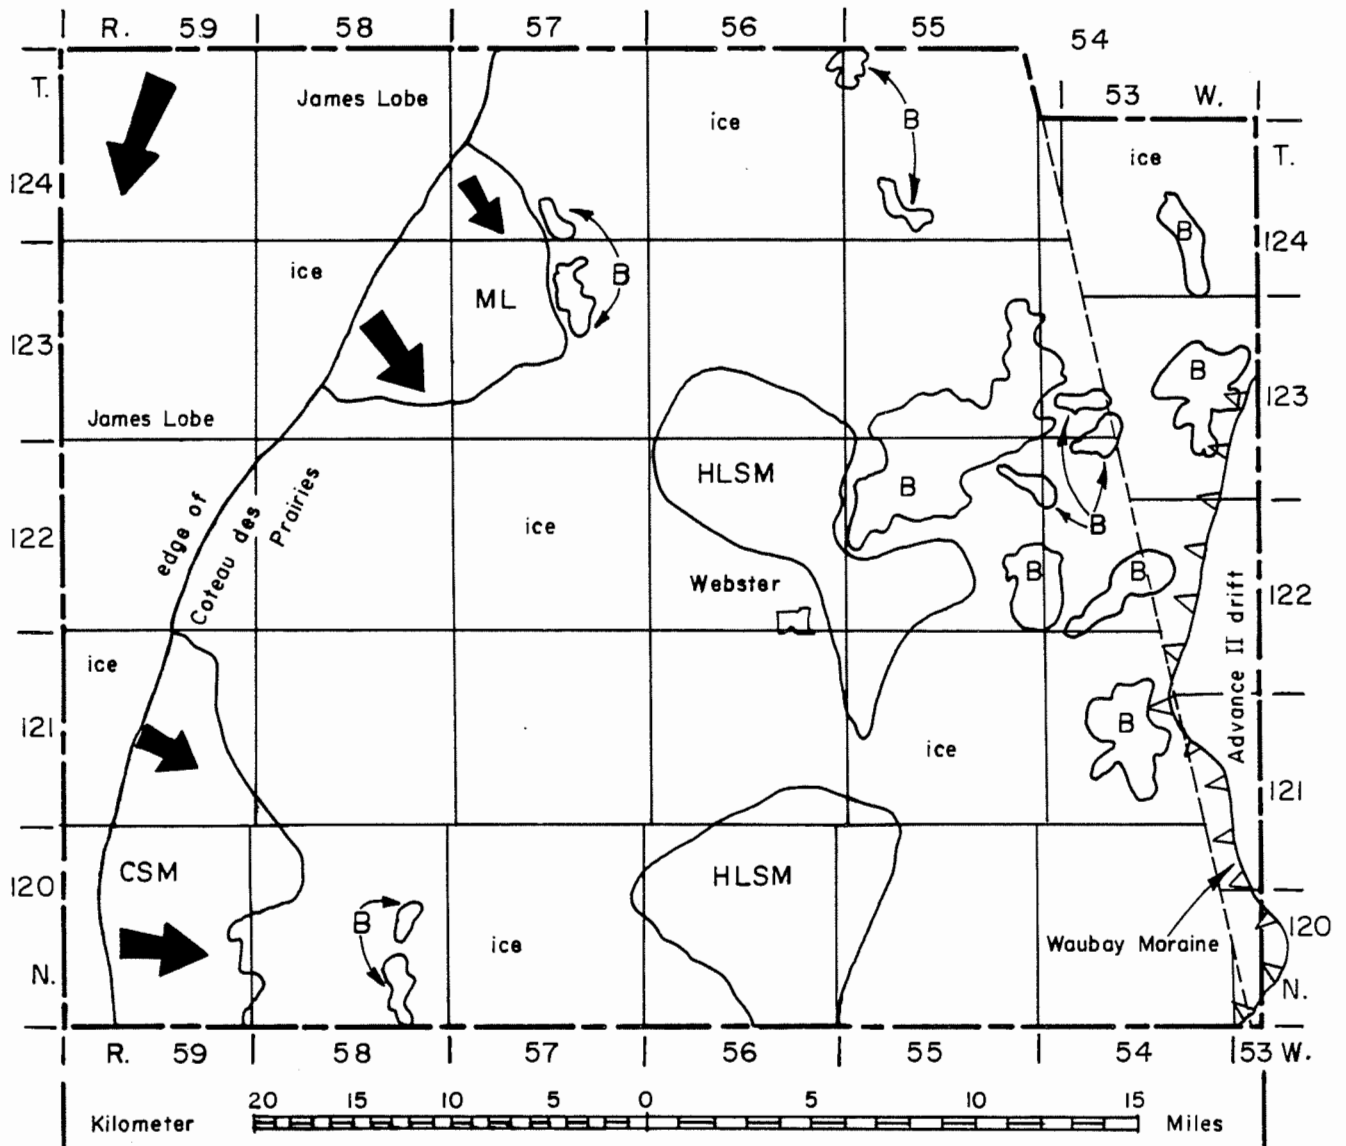 R. 59 58 57 56 55 54
53 W.
T. James Lobe ice B ice T.
124 B 124
ice B
ML
123 B 123
James Lobe
HLSM B
edge of
Coteau des
Prairies
ice B
122 Webster B B 122
Advance II drift
ice
121 ice B
121
CSM HLSM
120 B ice Waubay Moraine 120
N. N.
R. 59 58 57 56 55 54 53 W.
20 15 10 5 0 5 10 15
Kilometer Miles